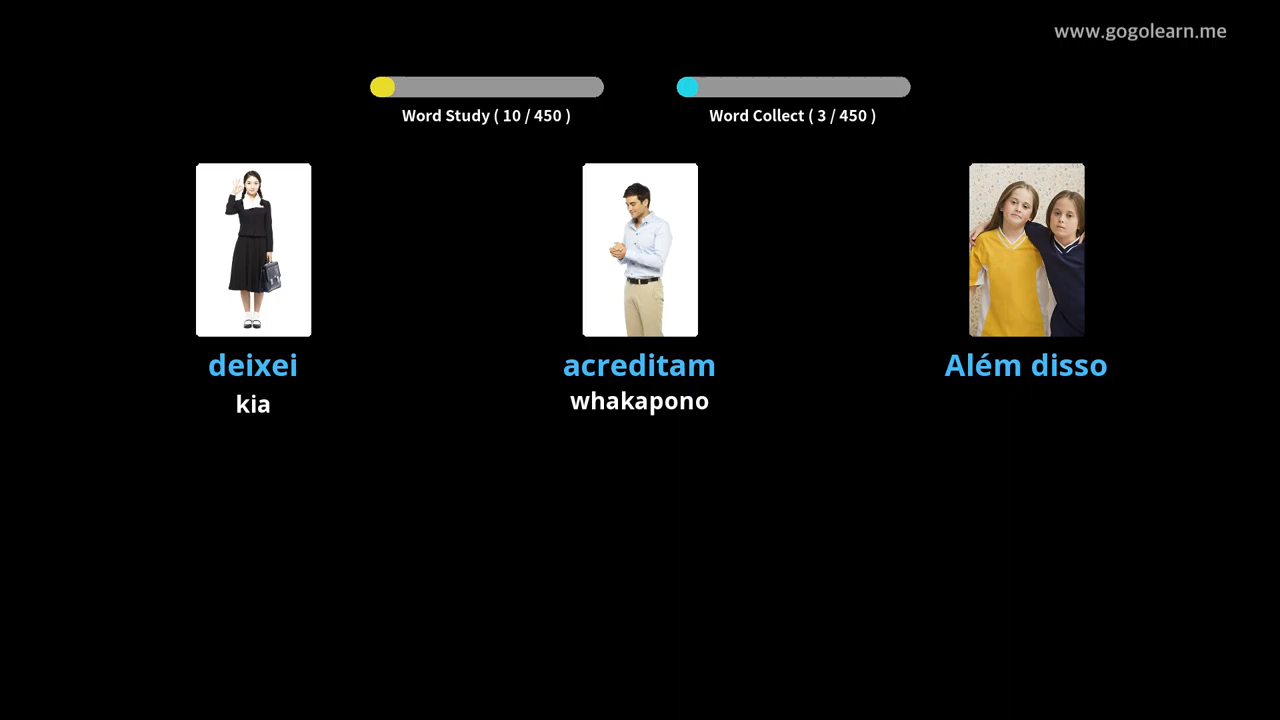 www.gogolearn.me
Word Study ( 10 / 450 )
Word Collect ( 3 / 450 )
deixei
kia
acreditam
whakapono
Além disso